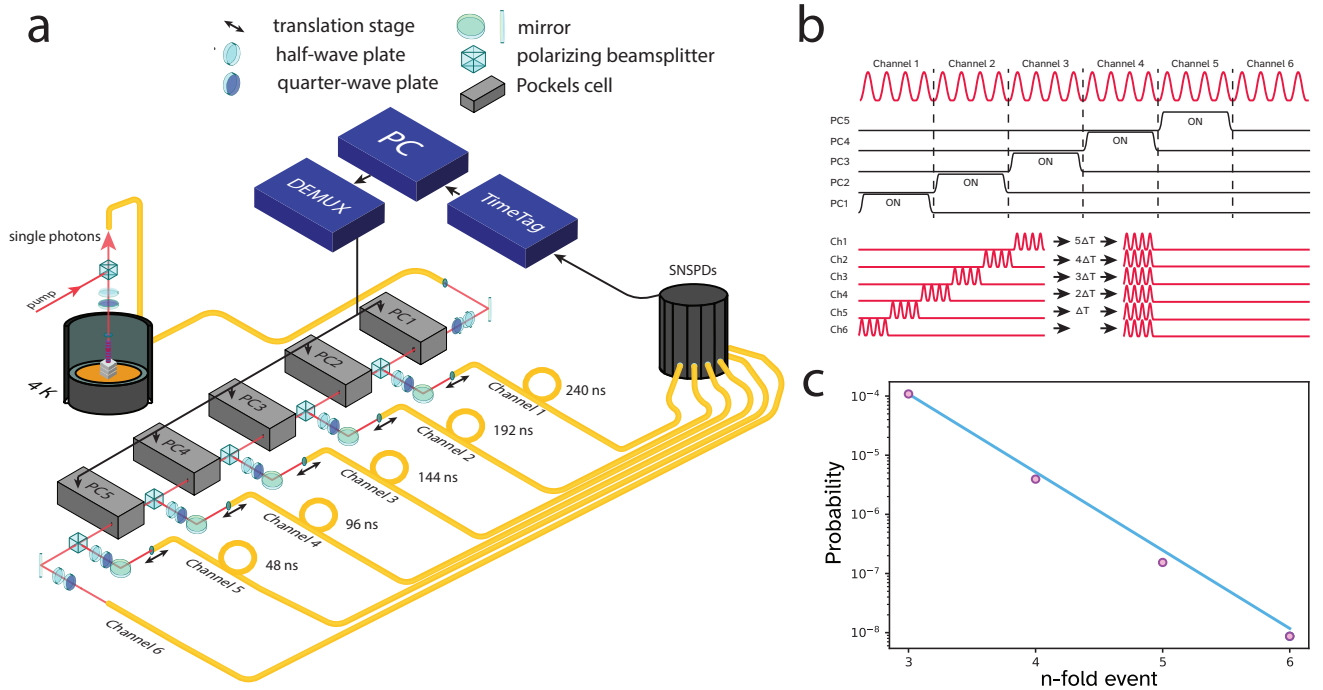 a
translation stage
half-wave plate
quarter-wave plate
mirror
polarizing beamsplitter
Pockels cell
PC
DEMUX
TimeTag
single photons
pump
4 K
SNSPDs
PC1
PC2
PC3
PC4
PC5
Channel 1
240 ns
Channel 2
192 ns
Channel 3
144 ns
Channel 4
96 ns
Channel 5
48 ns
Channel 6
b
Channel 1 Channel 2 Channel 3 Channel 4 Channel 5 Channel 6
PC5 ON
PC4 ON
PC3 ON
PC2 ON
PC1 ON
Ch1 5ΔT
Ch2 4ΔT
Ch3 3ΔT
Ch4 2ΔT
Ch5 ΔT
Ch6
c
Probability
10⁻⁴
10⁻⁵
10⁻⁶
10⁻⁷
10⁻⁸
3 4 5 6
n-fold event